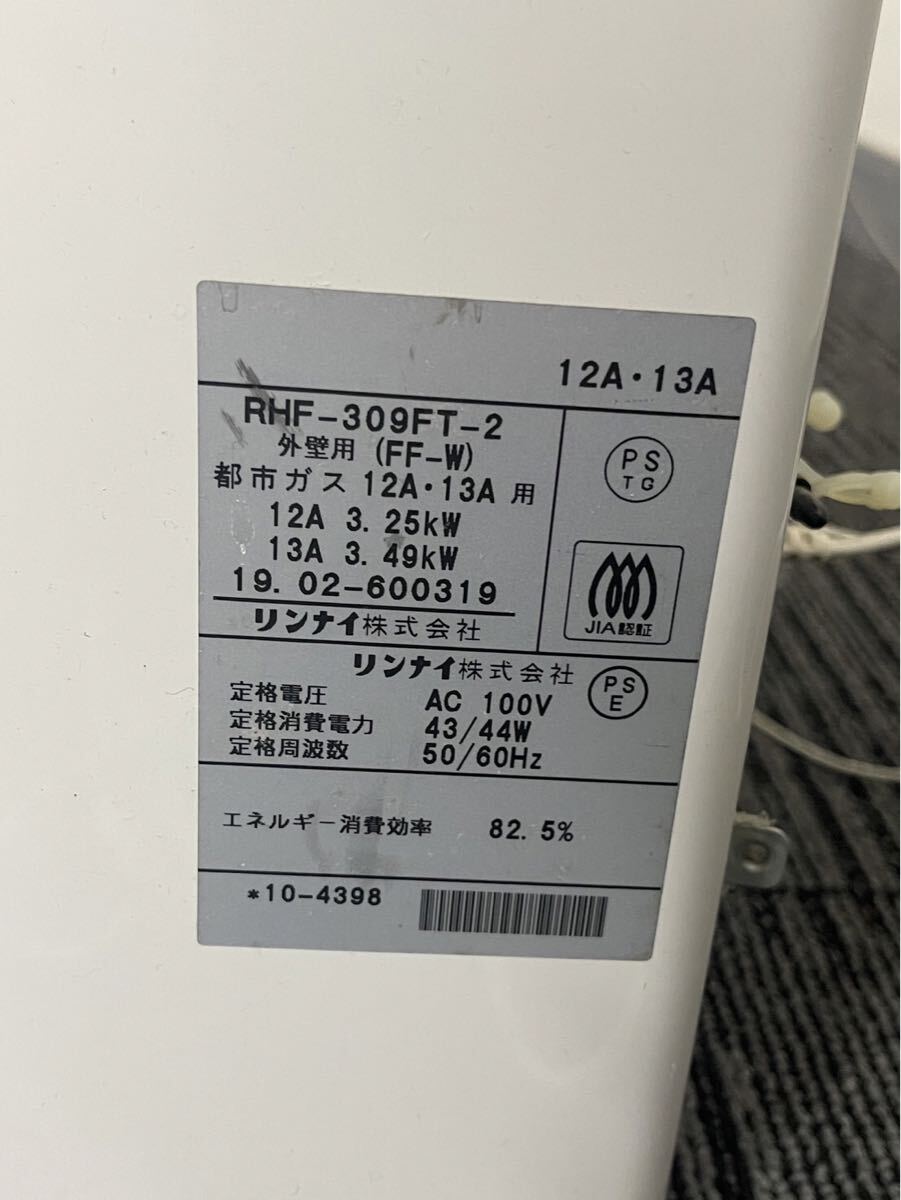 12A・13A
RHF-309FT-2
外壁用 (FF-W)
都市ガス 12A・13A 用
12A 3.25kW
13A 3.49kW
19.02-600319
リンナイ株式会社
PS
TG
JIA認証
リンナイ株式会社
PS
E
定格電圧 AC 100V
定格消費電力 43/44W
定格周波数 50/60Hz
エネルギー消費効率 82.5%
*10-4398